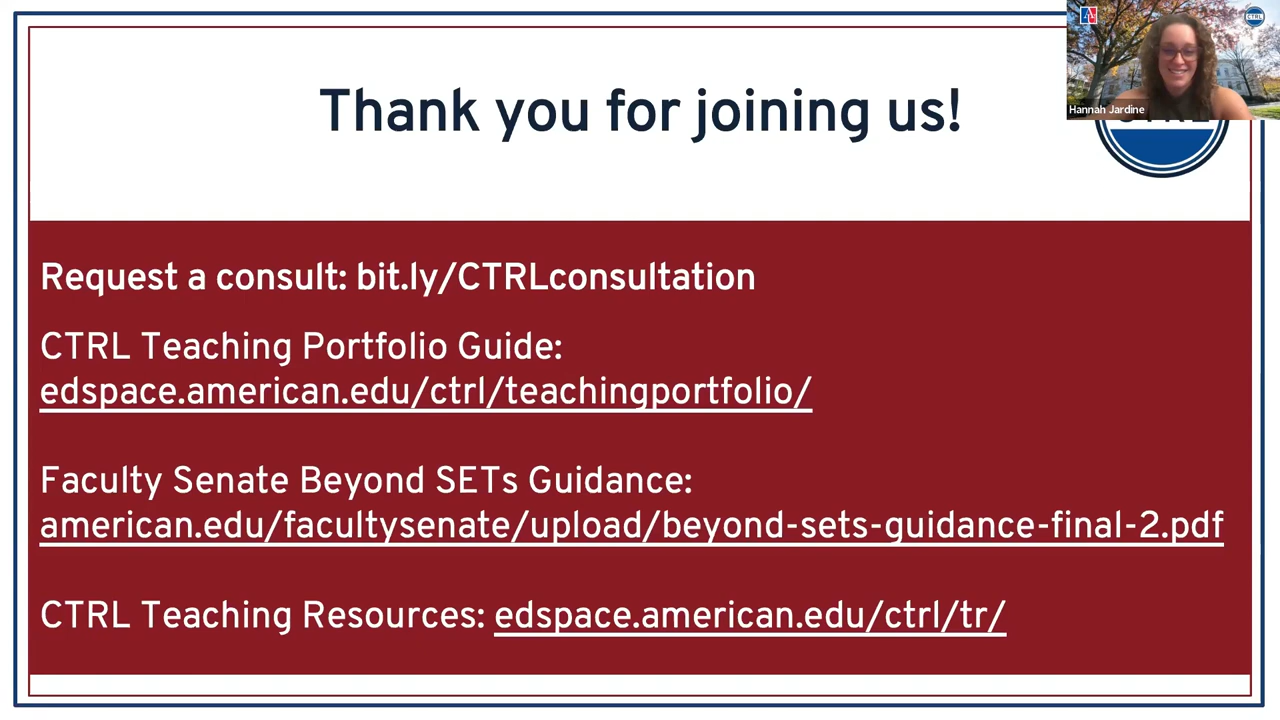 Thank you for joining us!
CTRL
Hannah Jardine
Request a consult: bit.ly/CTRLconsultation
CTRL Teaching Portfolio Guide:
edspace.american.edu/ctrl/teachingportfolio/
Faculty Senate Beyond SETs Guidance:
american.edu/facultysenate/upload/beyond-sets-guidance-final-2.pdf
CTRL Teaching Resources: edspace.american.edu/ctrl/tr/